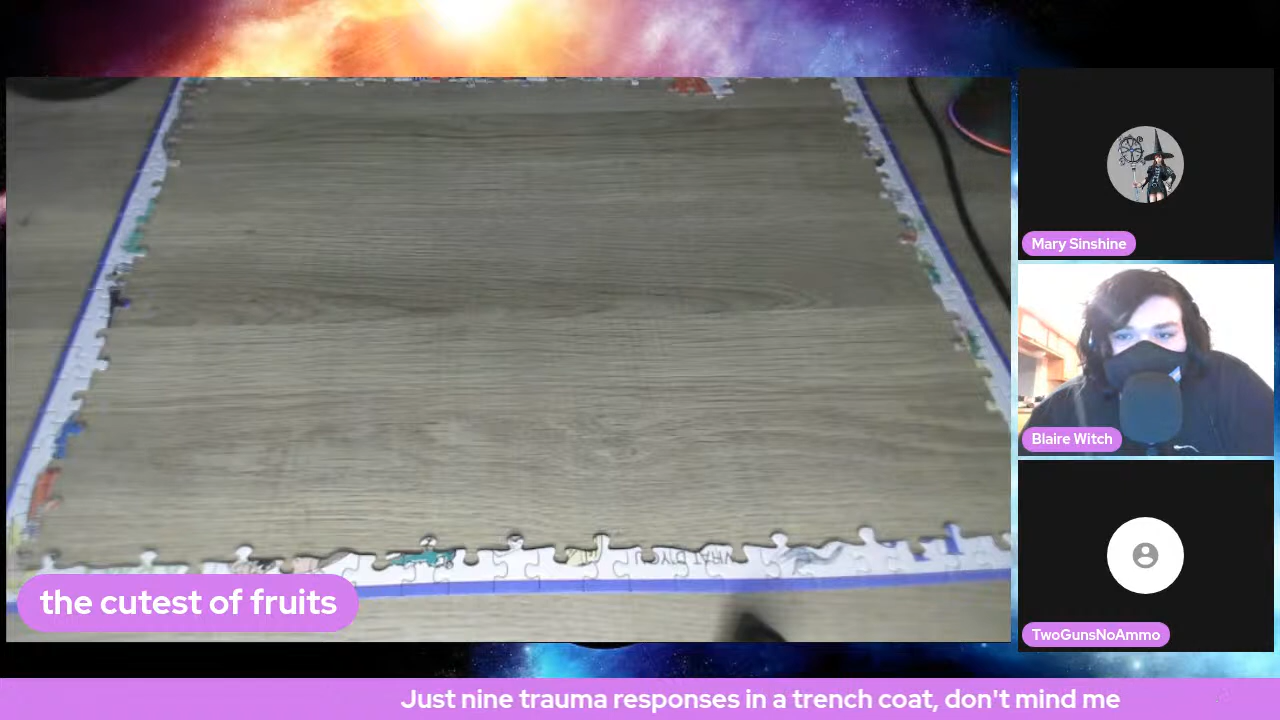 Mary Sinshine
Blaire Witch
the cutest of fruits
TwoGunsNoAmmo
Just nine trauma responses in a trench coat, don't mind me